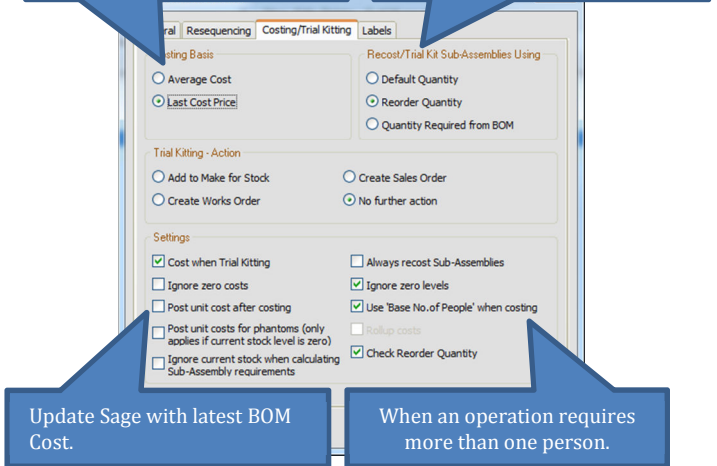 ral Resequencing Costing/Trial Kitting Labels
sting Basis
Recost/Trial Kit Sub-Assemblies Using
Average Cost
Default Quantity
Last Cost Price
Reorder Quantity
Quantity Required from BOM
Trial Kitting - Action
Add to Make for Stock
Create Sales Order
Create Works Order
No further action
Settings
Cost when Trial Kitting
Always recost Sub-Assemblies
Ignore zero costs
Ignore zero levels
Post unit cost after costing
Use 'Base No.of People' when costing
Post unit costs for phantoms (only
applies if current stock level is zero)
Rollup costs
Ignore current stock when calculating
Sub-Assembly requirements
Check Reorder Quantity
Update Sage with latest BOM
Cost.
When an operation requires
more than one person.